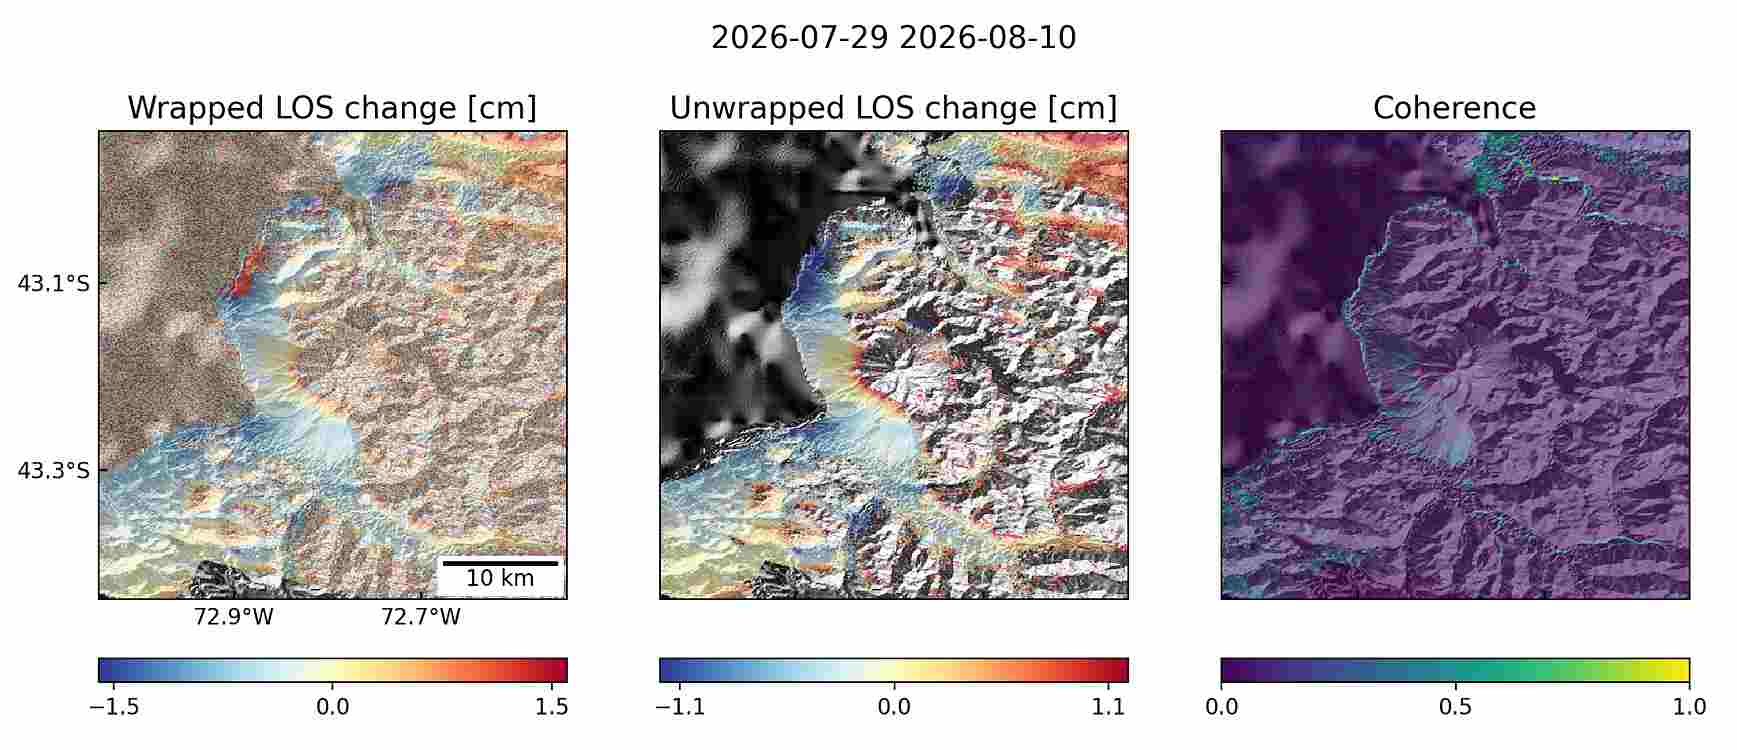 2026-07-29 2026-08-10
Wrapped LOS change [cm]
Unwrapped LOS change [cm]
Coherence
43.1°S
43.3°S
10 km
72.9°W
72.7°W
−1.5
0.0
1.5
−1.1
0.0
1.1
0.0
0.5
1.0